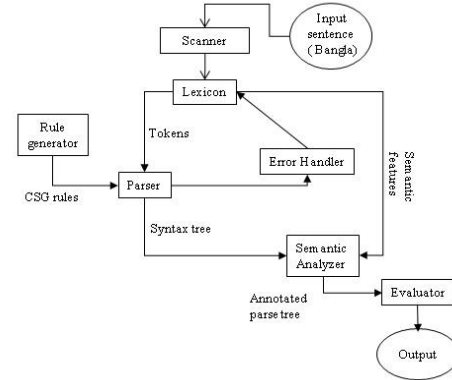 Input
sentence
(Bangla)
Scanner
Lexicon
Rule
generator
Tokens
Error Handler
Semantic
features
Parser
CSG rules
Syntax tree
Semantic
Analyzer
Annotated
parse tree
Evaluator
Output